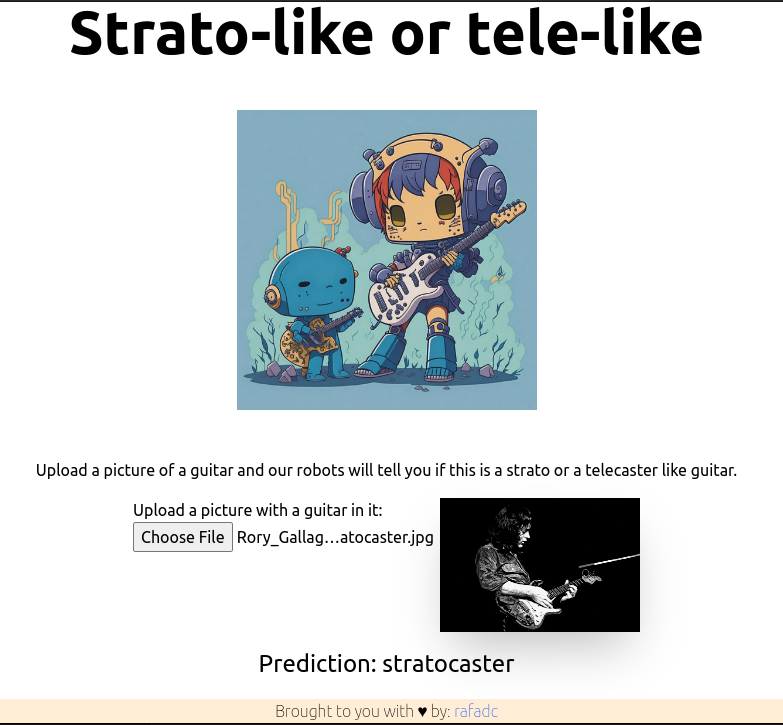 Strato-like or tele-like
Upload a picture of a guitar and our robots will tell you if this is a strato or a telecaster like guitar.
Upload a picture with a guitar in it:
Choose File Rory_Gallag…atocaster.jpg
Prediction: stratocaster
Brought to you with ♥ by: rafadc